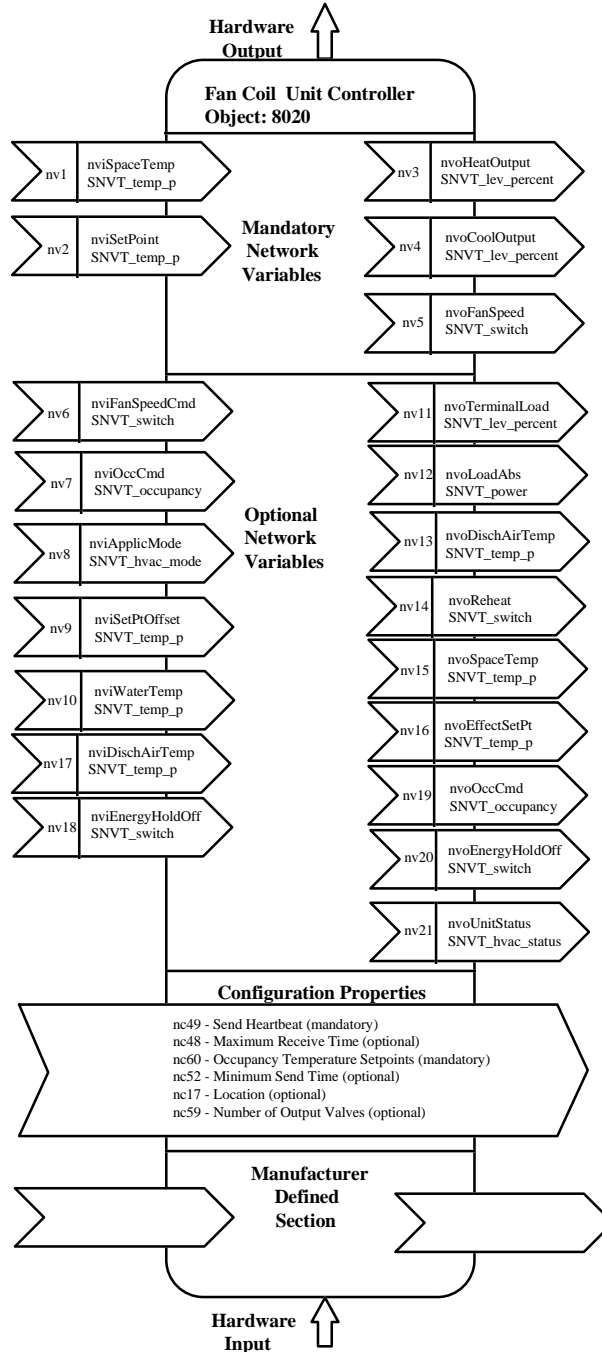 Hardware
Output
Fan Coil Unit Controller
Object: 8020
nv1
nviSpaceTemp
SNVT_temp_p
nv3
nvoHeatOutput
SNVT_lev_percent
nv2
nviSetPoint
SNVT_temp_p
Mandatory
Network
Variables
nv4
nvoCoolOutput
SNVT_lev_percent
nv5
nvoFanSpeed
SNVT_switch
nv6
nviFanSpeedCmd
SNVT_switch
nv11
nvoTerminalLoad
SNVT_lev_percent
nv7
nviOccCmd
SNVT_occupancy
nv12
nvoLoadAbs
SNVT_power
Optional
Network
Variables
nv8
nviApplicMode
SNVT_hvac_mode
nv13
nvoDischAirTemp
SNVT_temp_p
nv9
nviSetPtOffset
SNVT_temp_p
nv14
nvoReheat
SNVT_switch
nv10
nviWaterTemp
SNVT_temp_p
nv15
nvoSpaceTemp
SNVT_temp_p
nv17
nviDischAirTemp
SNVT_temp_p
nv16
nvoEffectSetPt
SNVT_temp_p
nv18
nviEnergyHoldOff
SNVT_switch
nv19
nvoOccCmd
SNVT_occupancy
nv20
nvoEnergyHoldOff
SNVT_switch
nv21
nvoUnitStatus
SNVT_hvac_status
Configuration Properties
nc49 - Send Heartbeat (mandatory)
nc48 - Maximum Receive Time (optional)
nc60 - Occupancy Temperature Setpoints (mandatory)
nc52 - Minimum Send Time (optional)
nc17 - Location (optional)
nc59 - Number of Output Valves (optional)
Manufacturer
Defined
Section
Hardware
Input